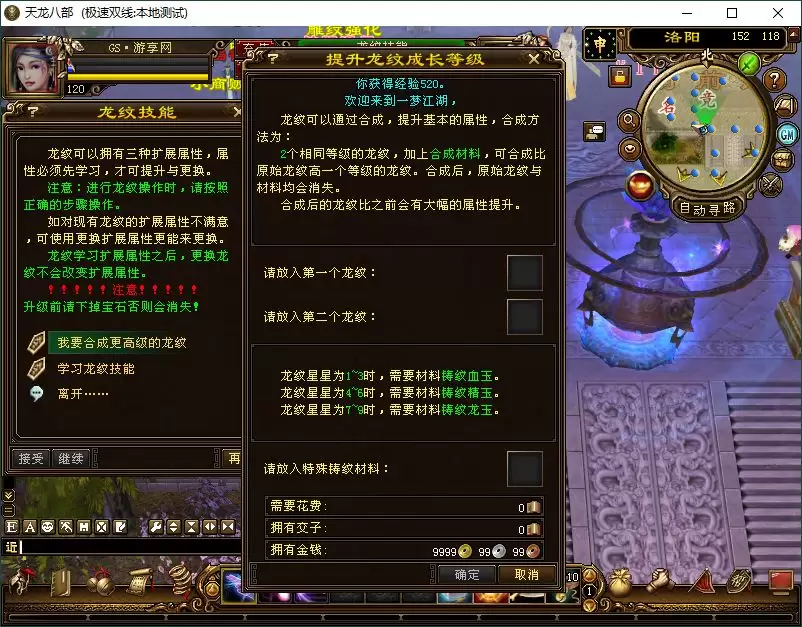 天龙八部 (极速双线:本地测试)
雕纹强化
GS·游享网
120
洛阳
152 118
申
北
GM
自动寻路
龙纹技能
龙纹可以拥有三种扩展属性，属
性必须先学习，才可提升与更换。
注意：进行龙纹操作时，请按照
正确的步骤操作。
如对现有龙纹的扩展属性不满意
，可使用更换扩展属性更能来更换。
龙纹学习扩展属性之后，更换龙
纹不会改变扩展属性。
！！！！！注意！！！！！
升级前请下掉宝石否则会消失！
我要合成更高级的龙纹
学习龙纹技能
离开……
接受
继续
再
提升龙纹成长等级
你获得经验520。
欢迎来到一梦江湖，
龙纹可以通过合成，提升基本的属性，合成方
法为：
2个相同等级的龙纹，加上合成材料，可合成比
原始龙纹高一个等级的龙纹。合成后，原始龙纹与
材料均会消失。
合成后的龙纹比之前会有大幅的属性提升。
请放入第一个龙纹：
请放入第二个龙纹：
龙纹星星为1~3时，需要材料铸纹血玉。
龙纹星星为4~6时，需要材料铸纹精玉。
龙纹星星为7~9时，需要材料铸纹龙玉。
请放入特殊铸纹材料：
需要花费： 0
拥有交子： 0
拥有金钱： 9999 99 99
确定
取消
近
10
1